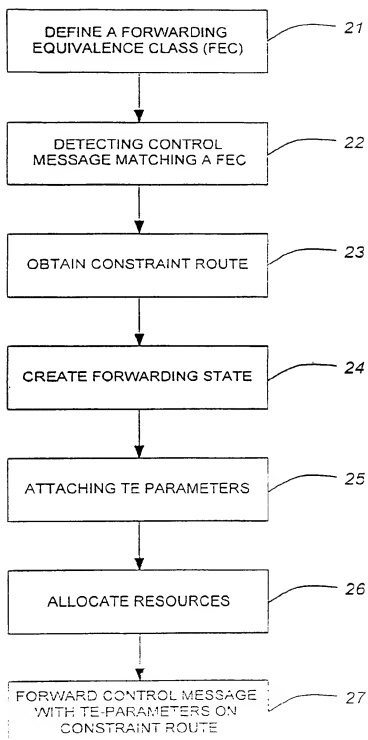 DEFINE A FORWARDING
EQUIVALENCE CLASS (FEC)
21
DETECTING CONTROL
MESSAGE MATCHING A FEC
22
OBTAIN CONSTRAINT ROUTE
23
CREATE FORWARDING STATE
24
ATTACHING TE PARAMETERS
25
ALLOCATE RESOURCES
26
FORWARD CONTROL MESSAGE
WITH TE-PARAMETERS ON
CONSTRAINT ROUTE
27